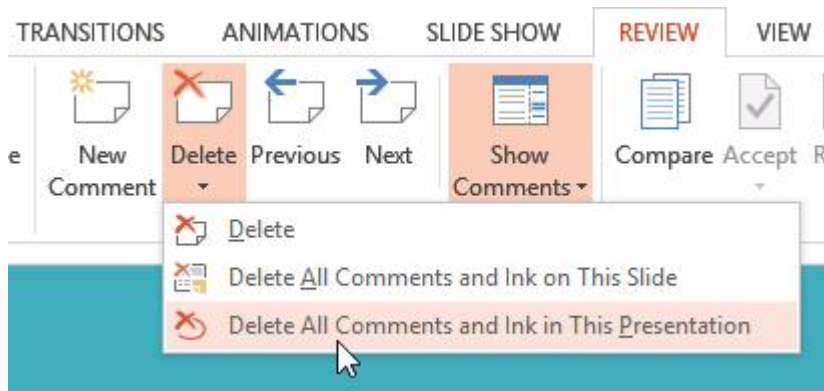 TRANSITIONS ANIMATIONS SLIDE SHOW REVIEW VIEW
e New Delete Previous Next Show Compare Accept R
Comment Comments
Delete
Delete All Comments and Ink on This Slide
Delete All Comments and Ink in This Presentation